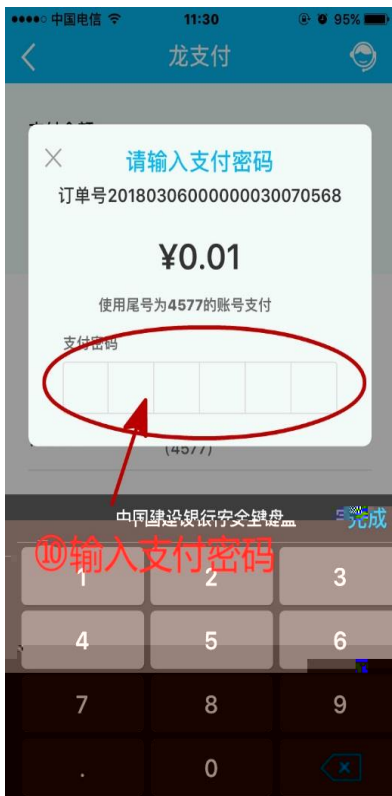 中国电信 11:30 95%
龙支付
请输入支付密码
订单号20180306000000030070568
¥0.01
使用尾号为4577的账号支付
支付密码
(4577)
中国建设银行安全键盘 完成
⑩输入支付密码
1 2 3
4 5 6
7 8 9
. 0